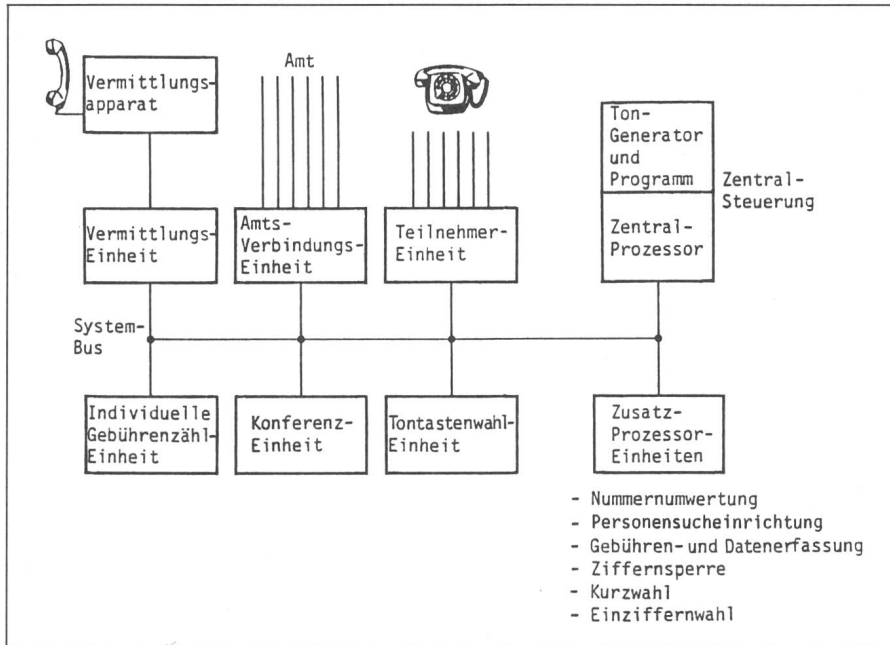 Amt
Vermittlungs-
apparat
Ton-
Generator
und
Programm
Zentral-
Steuerung
Zentral-
Prozessor
Vermittlungs-
Einheit
Amts-
Verbindungs-
Einheit
Teilnehmer-
Einheit
System-
Bus
Individuelle
Gebührenzähl-
Einheit
Konferenz-
Einheit
Tontastenwahl-
Einheit
Zusatz-
Prozessor-
Einheiten
- Nummernumwertung
- Personensucheinrichtung
- Gebühren- und Datenerfassung
- Ziffernsperre
- Kurzwahl
- Einziffernwahl